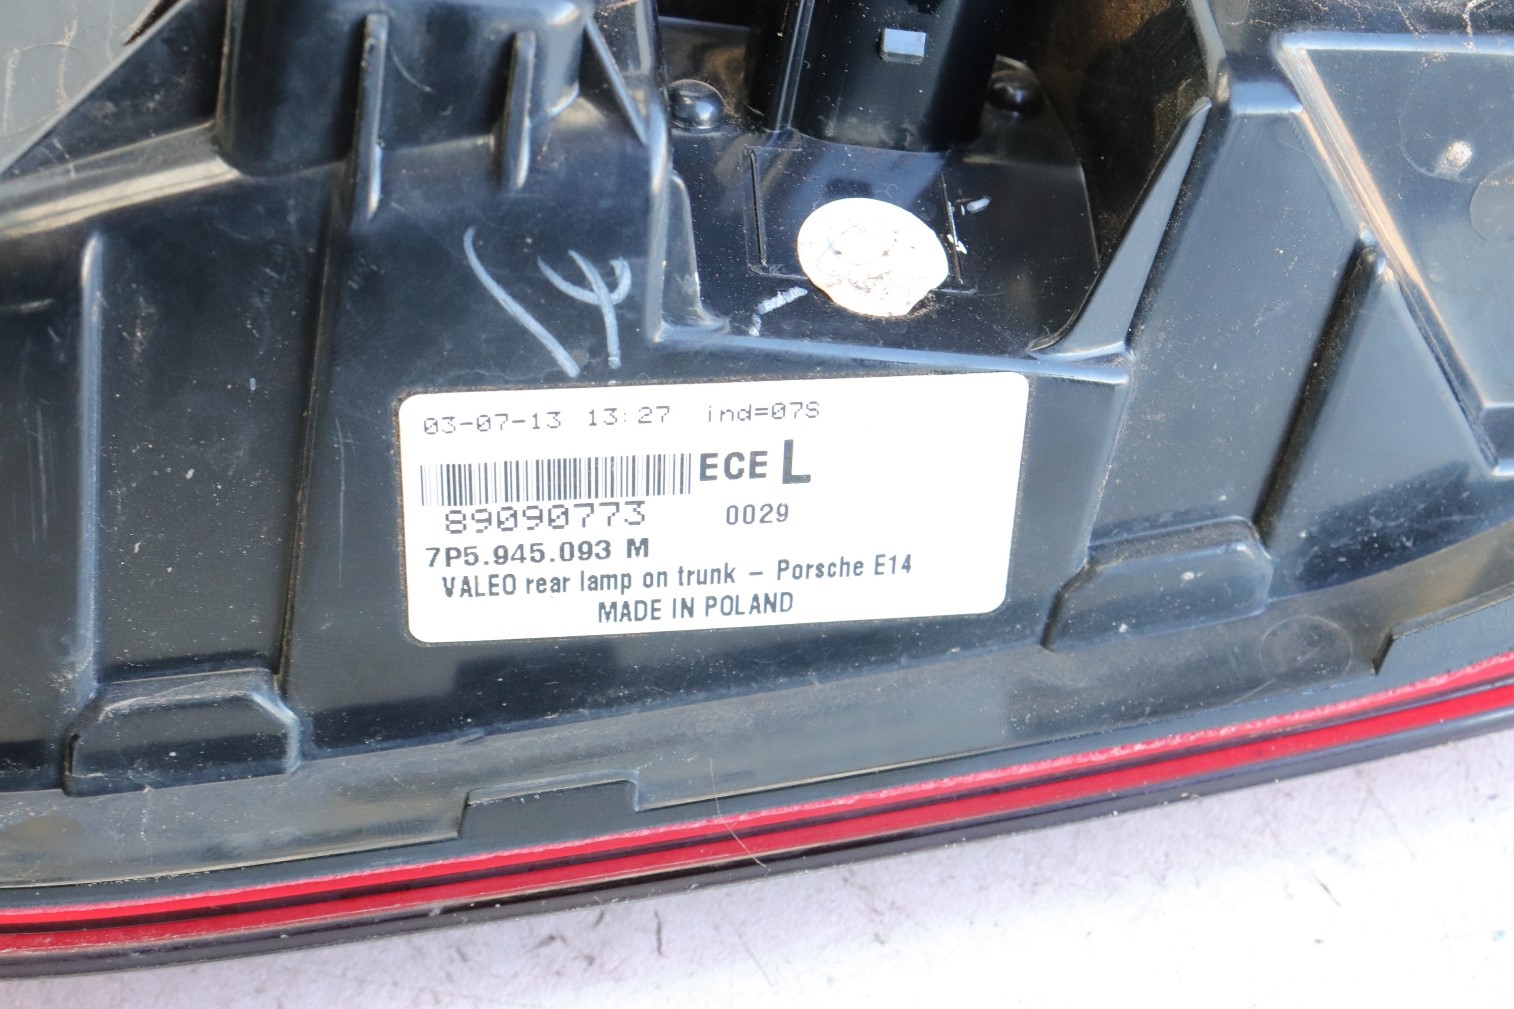 14
03-07-13 13:27 ind=07S
ECE L
89090773 0029
7P5.945.093 M
VALEO rear lamp on trunk – Porsche E14
MADE IN POLAND